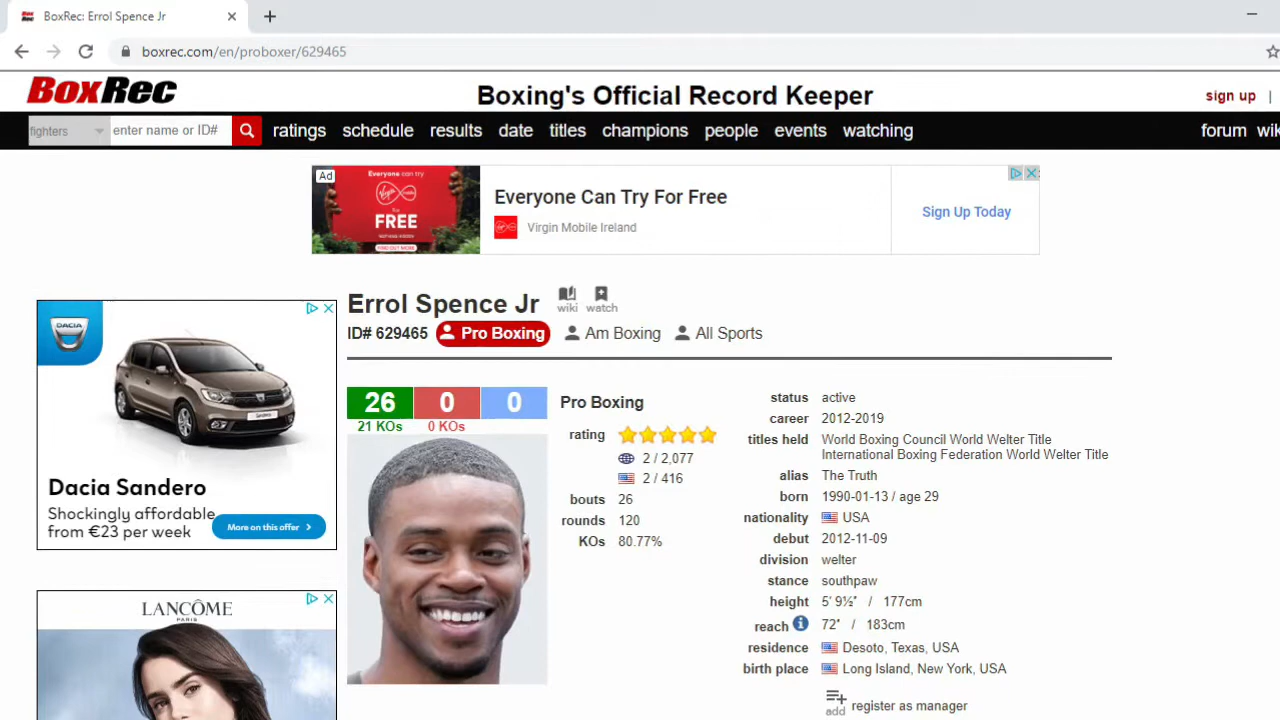 BoxRec: Errol Spence Jr
boxrec.com/en/proboxer/629465
BoxRec
Boxing's Official Record Keeper
sign up |
fighters enter name or ID# ratings schedule results date titles champions people events watching forum wik
Ad
Everyone can try
Virgin mobile
for
FREE
FIND OUT MORE
Everyone Can Try For Free
Virgin Mobile Ireland
Sign Up Today
DACIA
Dacia Sandero
Shockingly affordable
from €23 per week
More on this offer
LANCÔME
PARIS
Errol Spence Jr
wiki watch
ID# 629465 Pro Boxing Am Boxing All Sports
26 0 0
21 KOs 0 KOs
Pro Boxing
rating
2 / 2,077
2 / 416
bouts 26
rounds 120
KOs 80.77%
status active
career 2012-2019
titles held World Boxing Council World Welter Title
International Boxing Federation World Welter Title
alias The Truth
born 1990-01-13 / age 29
nationality USA
debut 2012-11-09
division welter
stance southpaw
height 5′ 9½″ / 177cm
reach 72″ / 183cm
residence Desoto, Texas, USA
birth place Long Island, New York, USA
add register as manager